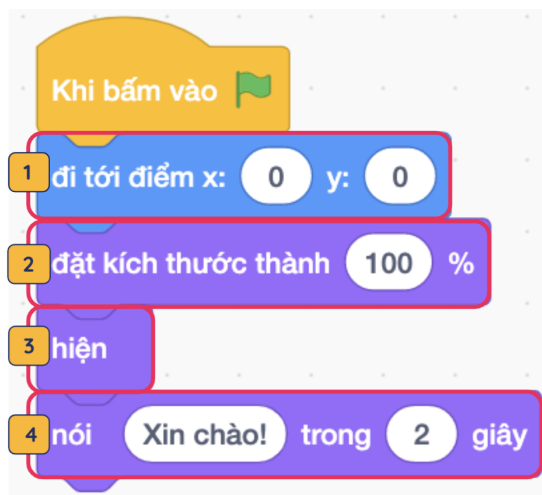 Khi bấm vào
1 đi tới điểm x: 0 y: 0
2 đặt kích thước thành 100 %
3 hiện
4 nói Xin chào! trong 2 giây